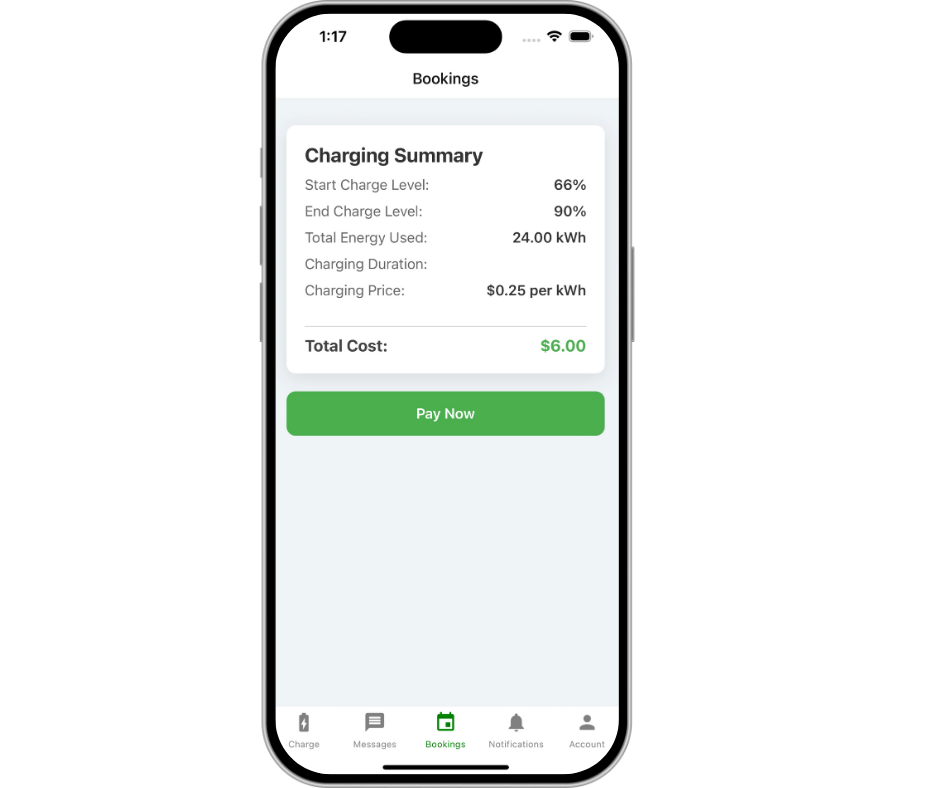 1:17
Bookings
Charging Summary
Start Charge Level: 66%
End Charge Level: 90%
Total Energy Used: 24.00 kWh
Charging Duration:
Charging Price: $0.25 per kWh
Total Cost: $6.00
Pay Now
Charge Messages Bookings Notifications Account